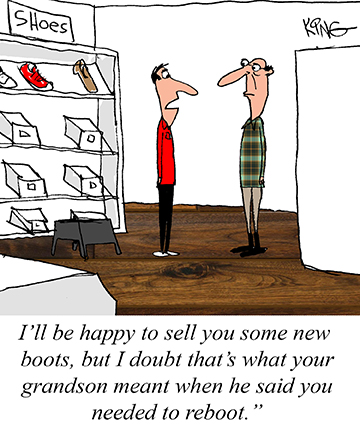 SHOES
KING
I’ll be happy to sell you some new
boots, but I doubt that’s what your
grandson meant when he said you
needed to reboot.”